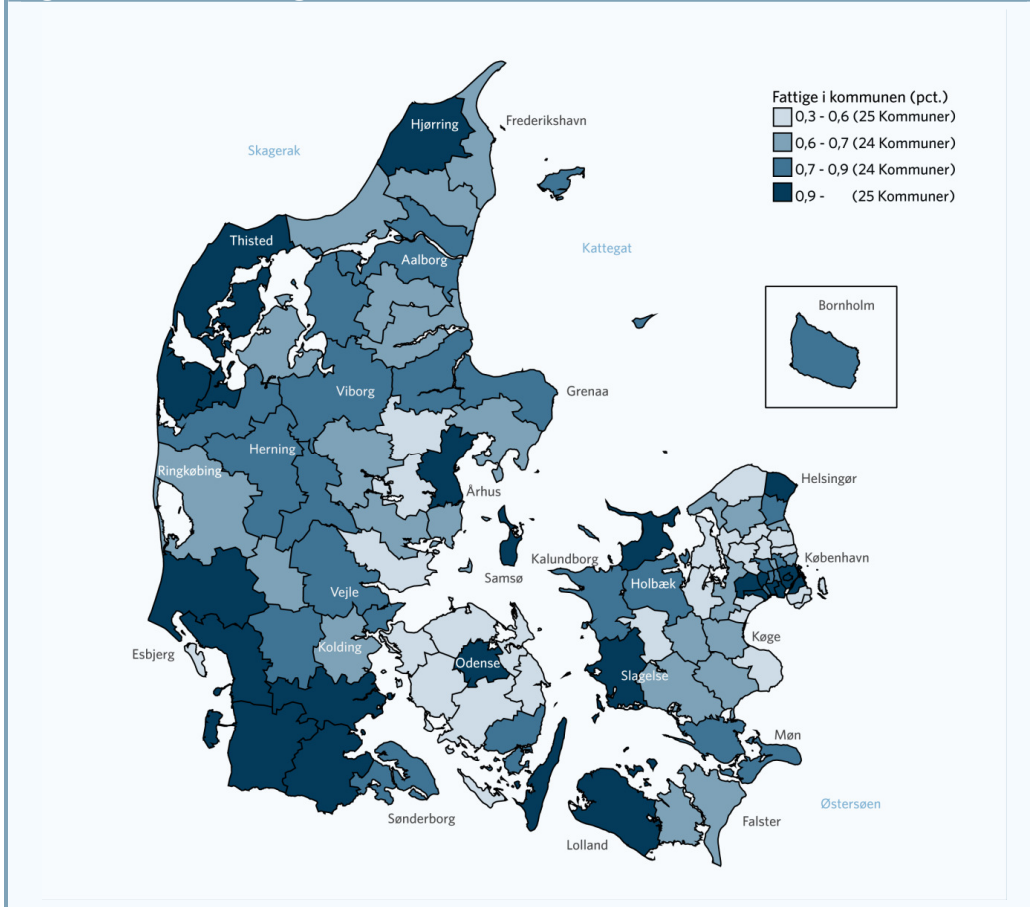 Fattige i kommunen (pct.)
0,3 - 0,6 (25 Kommuner)
0,6 - 0,7 (24 Kommuner)
0,7 - 0,9 (24 Kommuner)
0,9 - (25 Kommuner)
Hjørring
Frederikshavn
Skagerak
Thisted
Kattegat
Aalborg
Bornholm
Viborg
Grenaa
Herning
Ringkøbing
Helsingør
Århus
Kalundborg
København
Samsø
Holbæk
Vejle
Køge
Kolding
Esbjerg
Odense
Slagelse
Møn
Østersøen
Sønderborg
Falster
Lolland